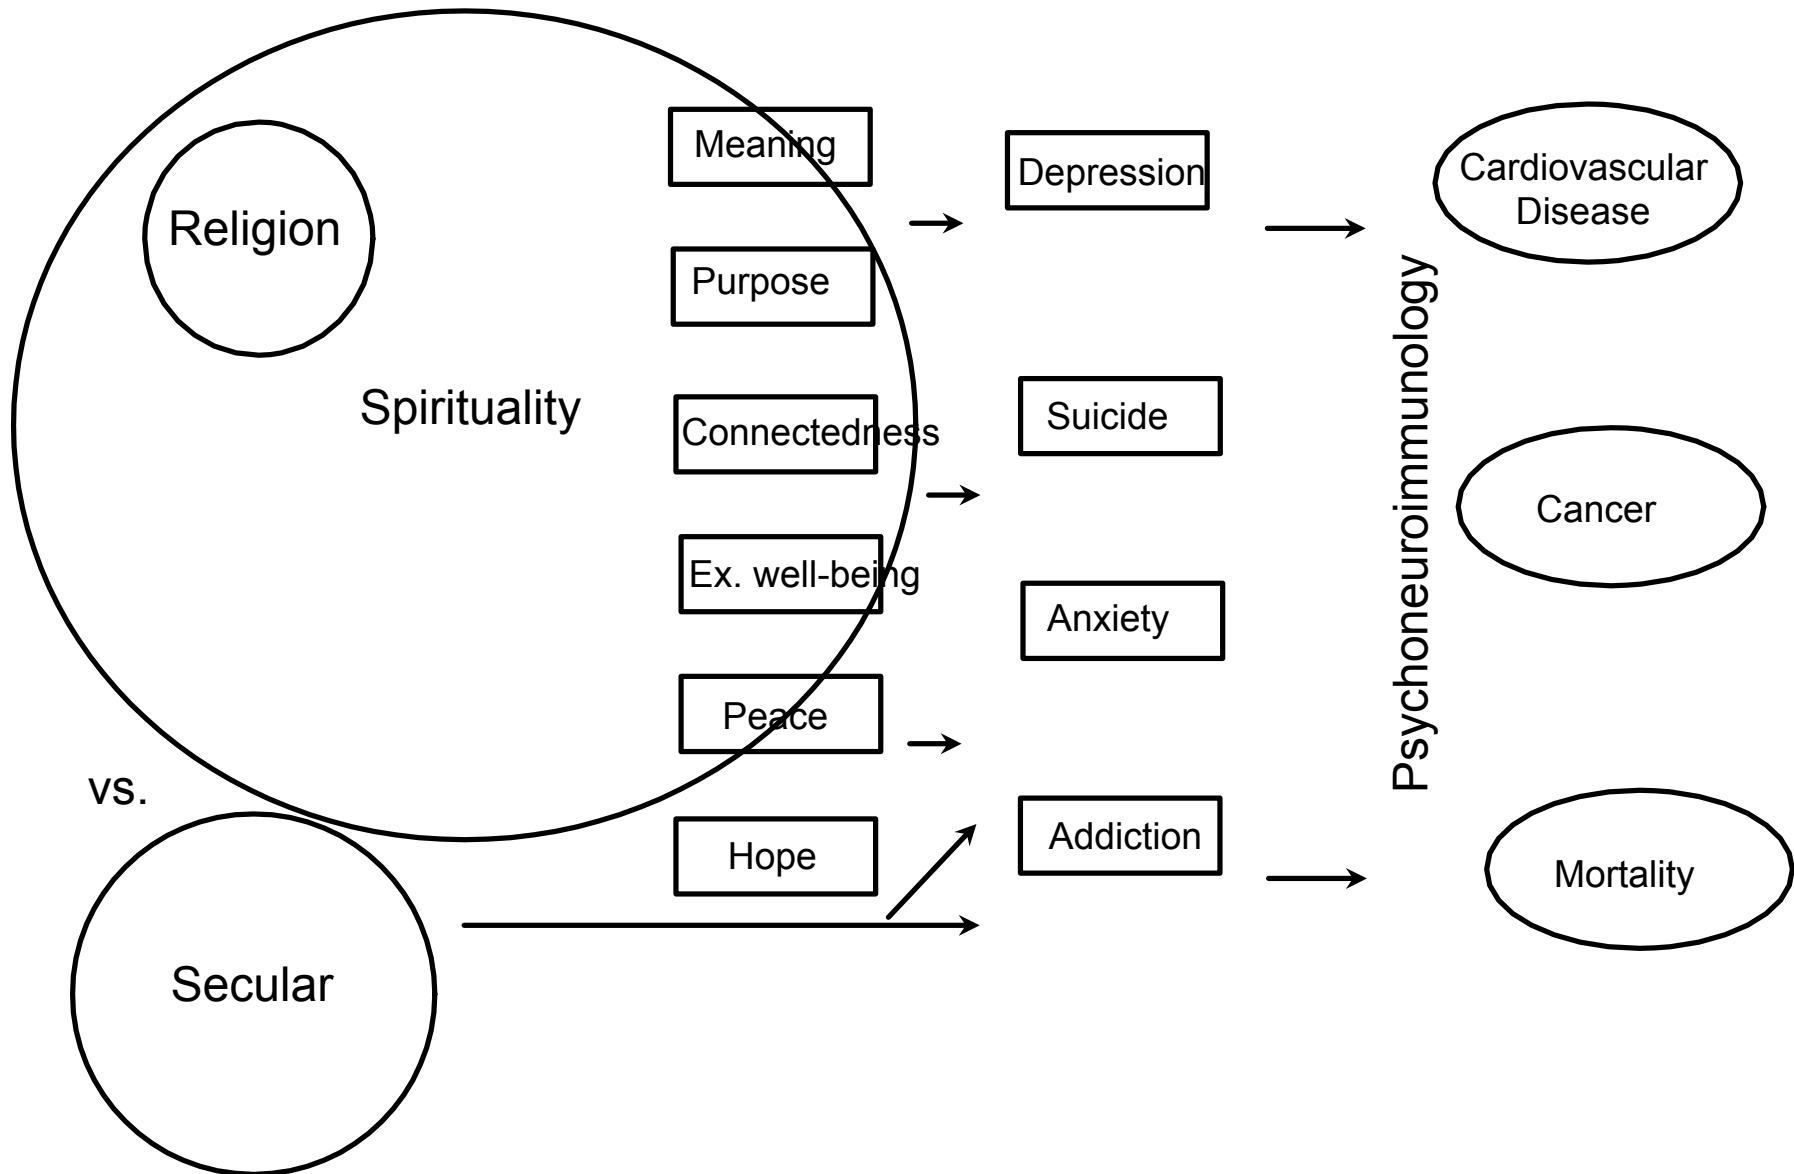 Religion
Spirituality
vs.
Secular
Meaning
Purpose
Connectedness
Ex. well-being
Peace
Hope
Depression
Suicide
Anxiety
Addiction
Psychoneuroimmunology
Cardiovascular
Disease
Cancer
Mortality